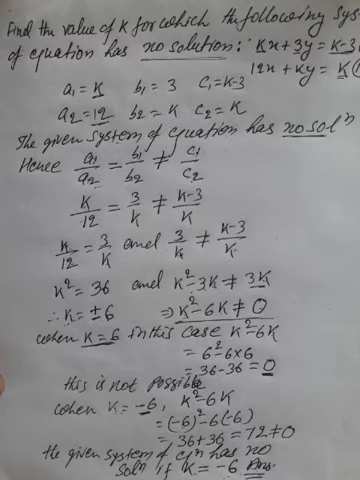 Find the value of K for which the following sys
of equation has no solution: Kx+3y=K-3
12x+Ky=K
a₁=K b₁=3 c₁=K-3
a₂=12 b₂=K c₂=K
The given system of equation has no solⁿ
Hence a₁/a₂ = b₁/b₂ ≠ c₁/c₂
K/12 = 3/K ≠ K-3/K
K/12 = 3/K and 3/K ≠ K-3/K
K²=36 and K²-3K≠3K
∴K=±6 ⇒K²-6K≠0
when K=6 in this case K²-6K
=6²-6×6
=36-36=0
this is not possible
when K=-6, K²-6K
=(-6)²-6(-6)
=36+36=72≠0
the given system of eqⁿ has no
solⁿ if K=-6 Ans.